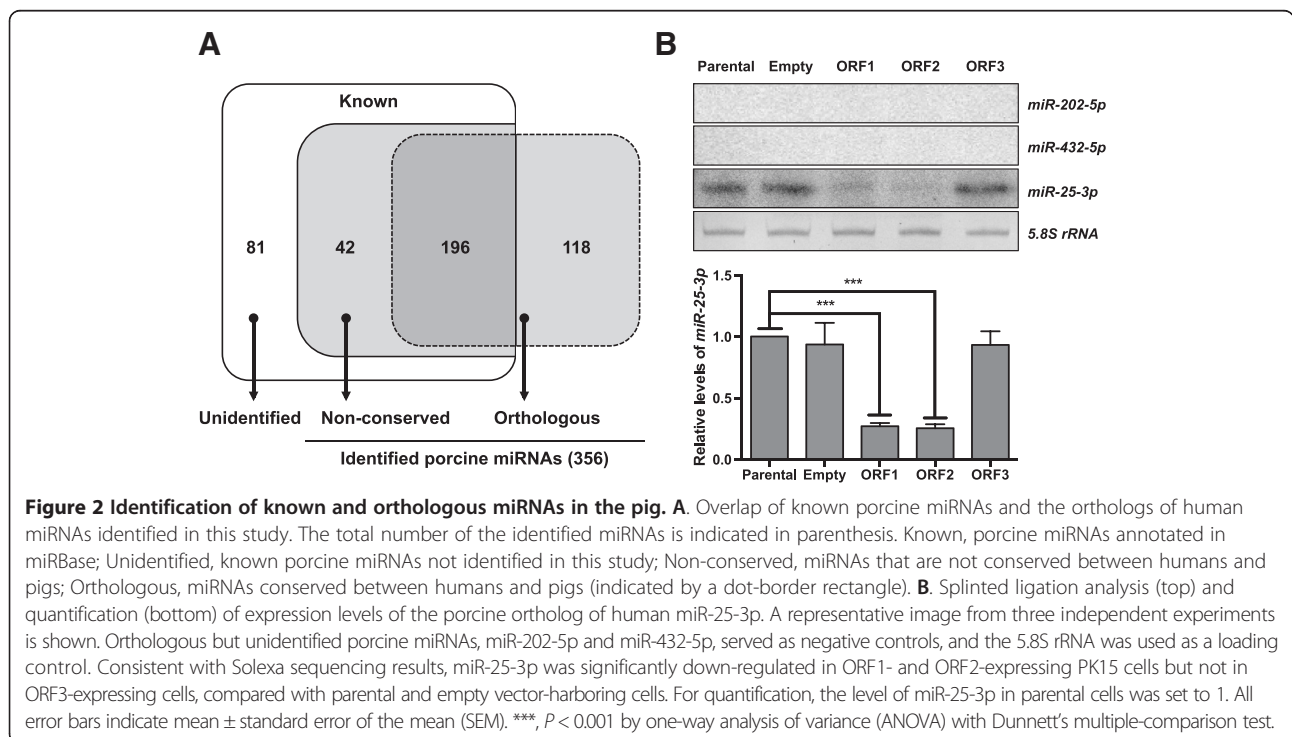 A
Known
81
42
196
118
Unidentified
Non-conserved
Orthologous
Identified porcine miRNAs (356)
B
Parental Empty ORF1 ORF2 ORF3
miR-202-5p
miR-432-5p
miR-25-3p
5.8S rRNA
Relative levels of miR-25-3p
1.5
1.0
0.5
0.0
***
***
Parental Empty ORF1 ORF2 ORF3
Figure 2 Identification of known and orthologous miRNAs in the pig. A. Overlap of known porcine miRNAs and the orthologs of human
miRNAs identified in this study. The total number of the identified miRNAs is indicated in parenthesis. Known, porcine miRNAs annotated in
miRBase; Unidentified, known porcine miRNAs not identified in this study; Non-conserved, miRNAs that are not conserved between humans and
pigs; Orthologous, miRNAs conserved between humans and pigs (indicated by a dot-border rectangle). B. Splinted ligation analysis (top) and
quantification (bottom) of expression levels of the porcine ortholog of human miR-25-3p. A representative image from three independent experiments
is shown. Orthologous but unidentified porcine miRNAs, miR-202-5p and miR-432-5p, served as negative controls, and the 5.8S rRNA was used as a loading
control. Consistent with Solexa sequencing results, miR-25-3p was significantly down-regulated in ORF1- and ORF2-expressing PK15 cells but not in
ORF3-expressing cells, compared with parental and empty vector-harboring cells. For quantification, the level of miR-25-3p in parental cells was set to 1. All
error bars indicate mean ± standard error of the mean (SEM). ***, P < 0.001 by one-way analysis of variance (ANOVA) with Dunnett's multiple-comparison test.